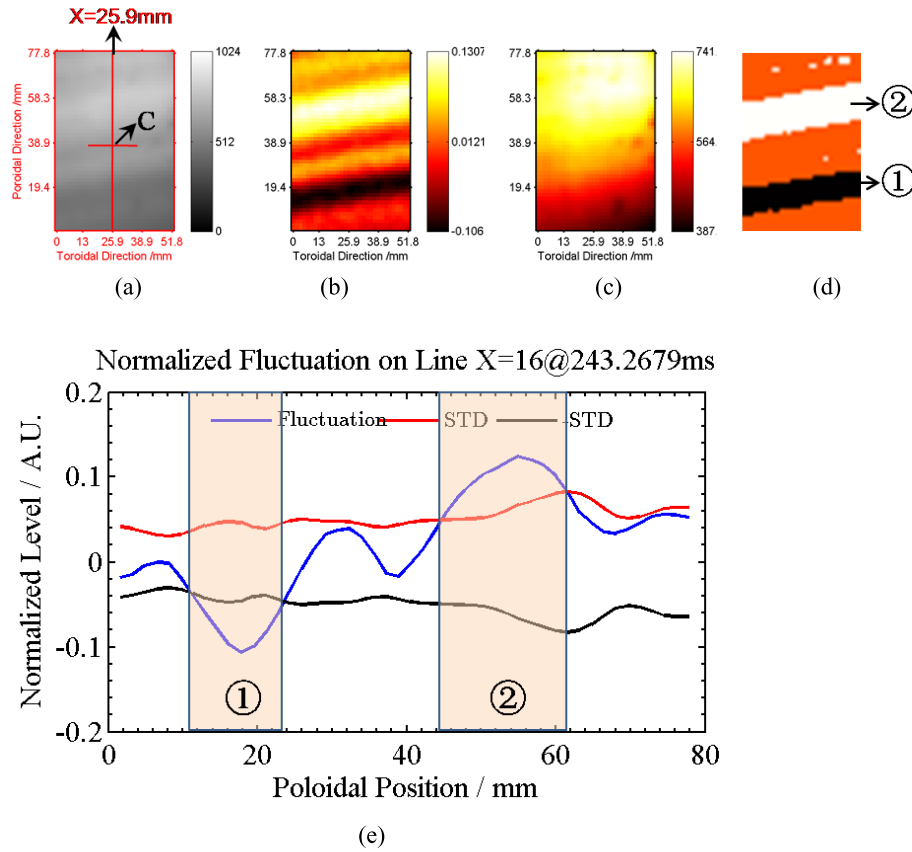 X=25.9mm
77.8
58.3
38.9
19.4
Poroidal Direction /mm
C
0 13 25.9 38.9 51.8
Toroidal Direction /mm
1024
512
0
(a)
77.8
58.3
38.9
19.4
0 13 25.9 38.9 51.8
Toroidal Direction /mm
0.1307
0.0121
-0.106
(b)
77.8
58.3
38.9
19.4
0 13 25.9 38.9 51.8
Toroidal Direction /mm
741.
564
387.
(c)
②
①
(d)
Normalized Fluctuation on Line X=16@243.2679ms
Normalized Level / A.U.
0.2
0.1
0
-0.1
-0.2
Fluctuation STD -STD
① ②
0 20 40 60 80
Poloidal Position / mm
(e)